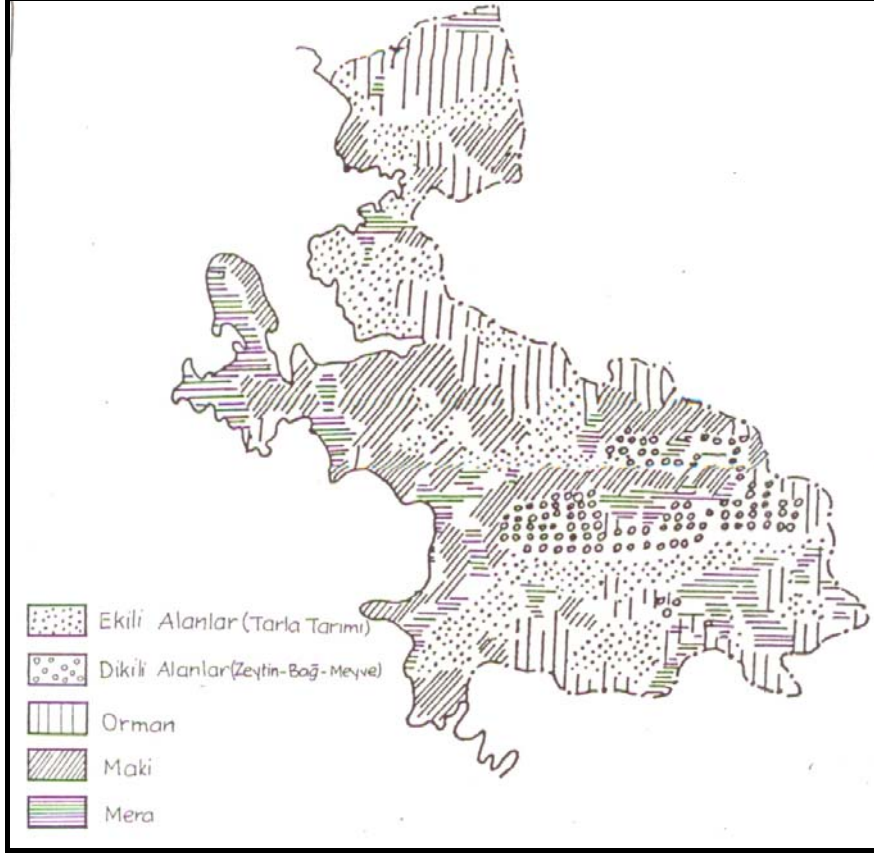 Ekili Alanlar (Tarla Tarımı)
Dikili Alanlar (Zeytin-Bağ-Meyve)
Orman
Maki
Mera